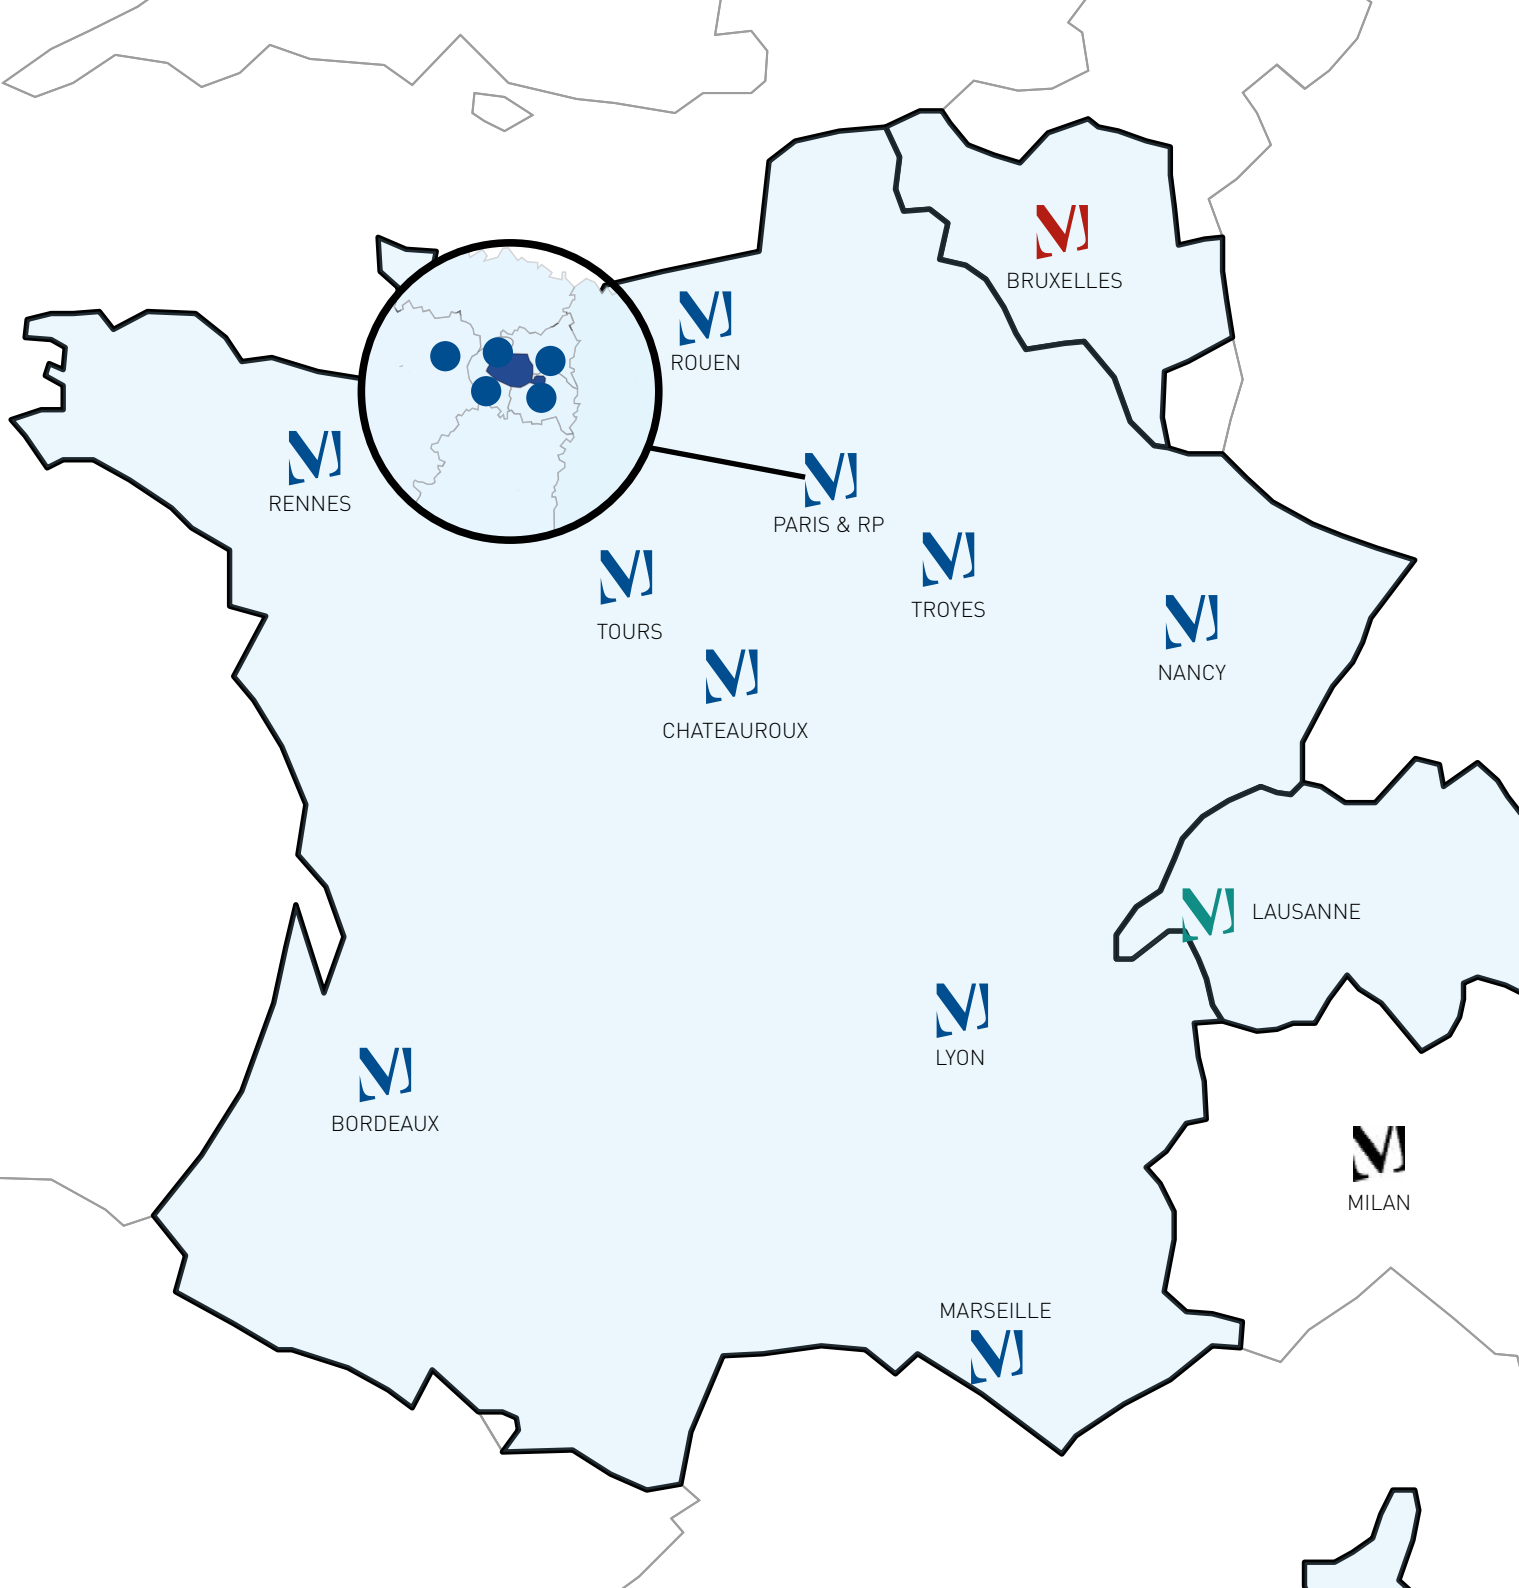 BRUXELLES
ROUEN
RENNES
PARIS & RP
TROYES
TOURS
NANCY
CHATEAUROUX
LAUSANNE
LYON
BORDEAUX
MILAN
MARSEILLE